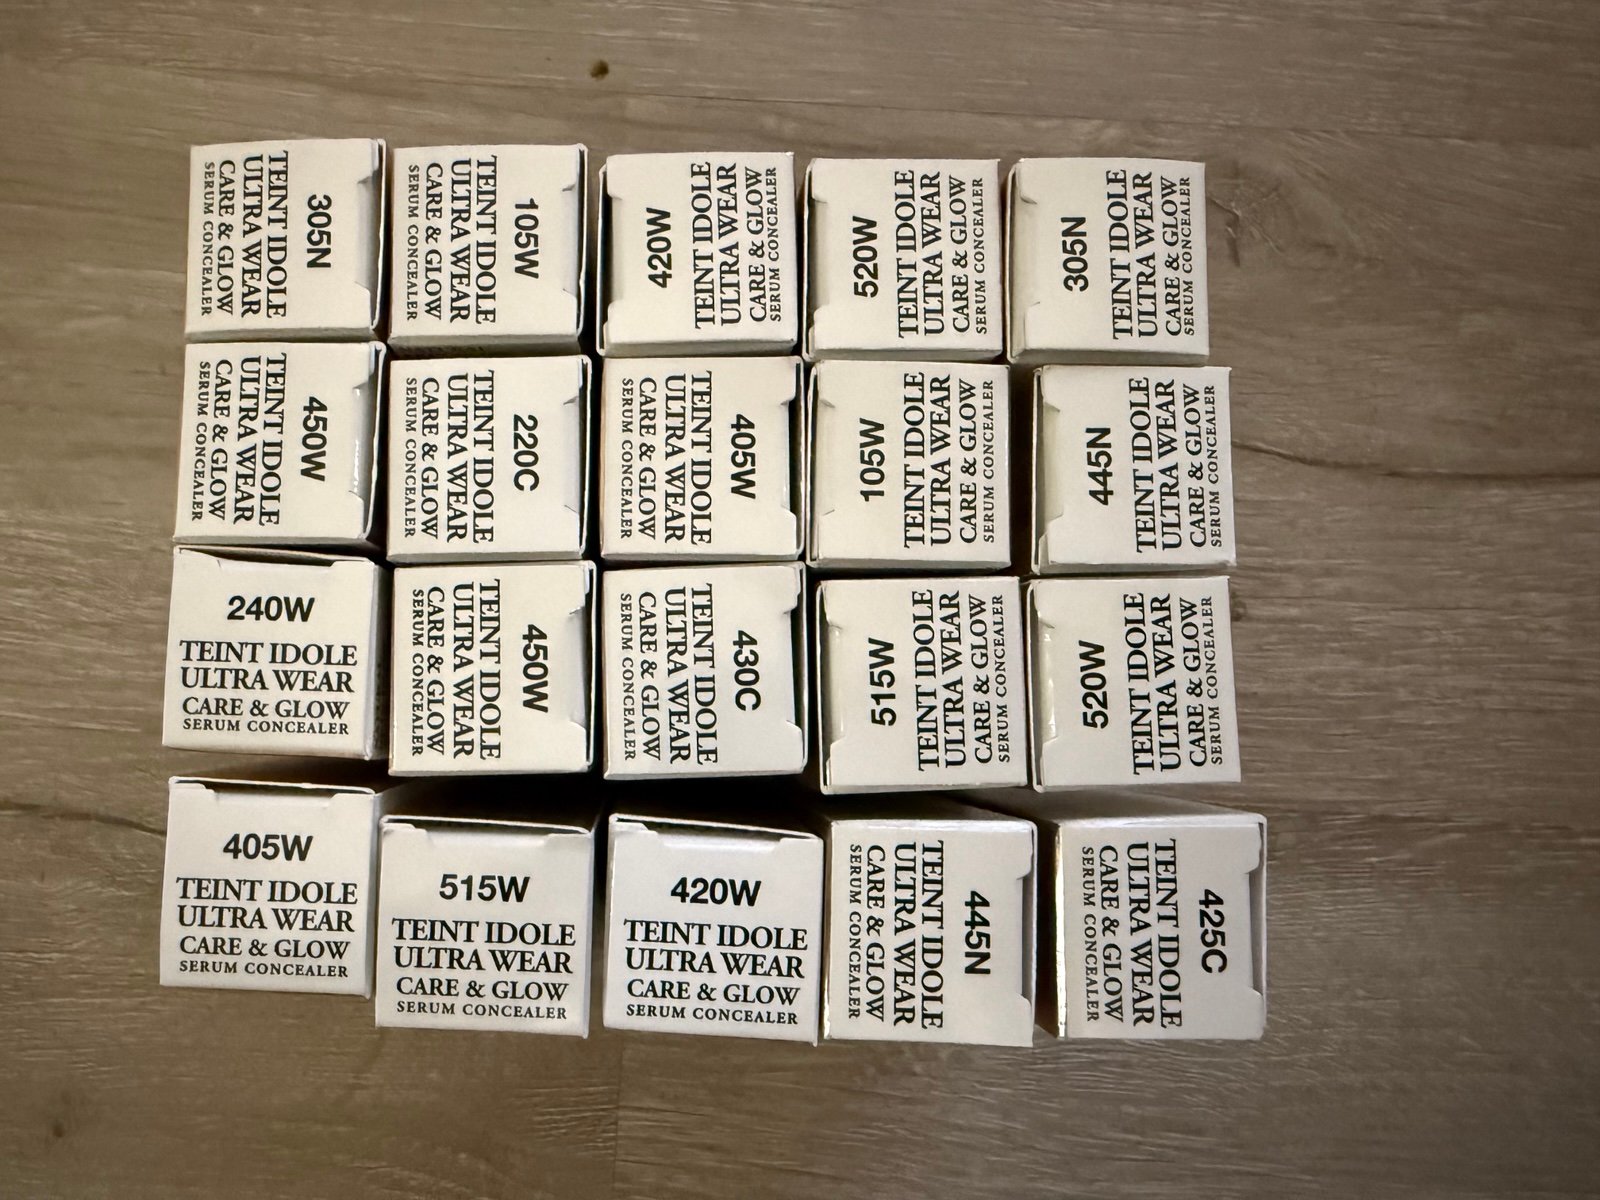 305N
TEINT IDOLE
ULTRA WEAR
CARE & GLOW
SERUM CONCEALER
105W
TEINT IDOLE
ULTRA WEAR
CARE & GLOW
SERUM CONCEALER
420W
TEINT IDOLE
ULTRA WEAR
CARE & GLOW
SERUM CONCEALER
520W
TEINT IDOLE
ULTRA WEAR
CARE & GLOW
SERUM CONCEALER
305N
TEINT IDOLE
ULTRA WEAR
CARE & GLOW
SERUM CONCEALER
450W
TEINT IDOLE
ULTRA WEAR
CARE & GLOW
SERUM CONCEALER
220C
TEINT IDOLE
ULTRA WEAR
CARE & GLOW
SERUM CONCEALER
405W
TEINT IDOLE
ULTRA WEAR
CARE & GLOW
SERUM CONCEALER
105W
TEINT IDOLE
ULTRA WEAR
CARE & GLOW
SERUM CONCEALER
445N
TEINT IDOLE
ULTRA WEAR
CARE & GLOW
SERUM CONCEALER
240W
TEINT IDOLE
ULTRA WEAR
CARE & GLOW
SERUM CONCEALER
450W
TEINT IDOLE
ULTRA WEAR
CARE & GLOW
SERUM CONCEALER
430C
TEINT IDOLE
ULTRA WEAR
CARE & GLOW
SERUM CONCEALER
515W
TEINT IDOLE
ULTRA WEAR
CARE & GLOW
SERUM CONCEALER
520W
TEINT IDOLE
ULTRA WEAR
CARE & GLOW
SERUM CONCEALER
405W
TEINT IDOLE
ULTRA WEAR
CARE & GLOW
SERUM CONCEALER
515W
TEINT IDOLE
ULTRA WEAR
CARE & GLOW
SERUM CONCEALER
420W
TEINT IDOLE
ULTRA WEAR
CARE & GLOW
SERUM CONCEALER
445N
TEINT IDOLE
ULTRA WEAR
CARE & GLOW
SERUM CONCEALER
425C
TEINT IDOLE
ULTRA WEAR
CARE & GLOW
SERUM CONCEALER